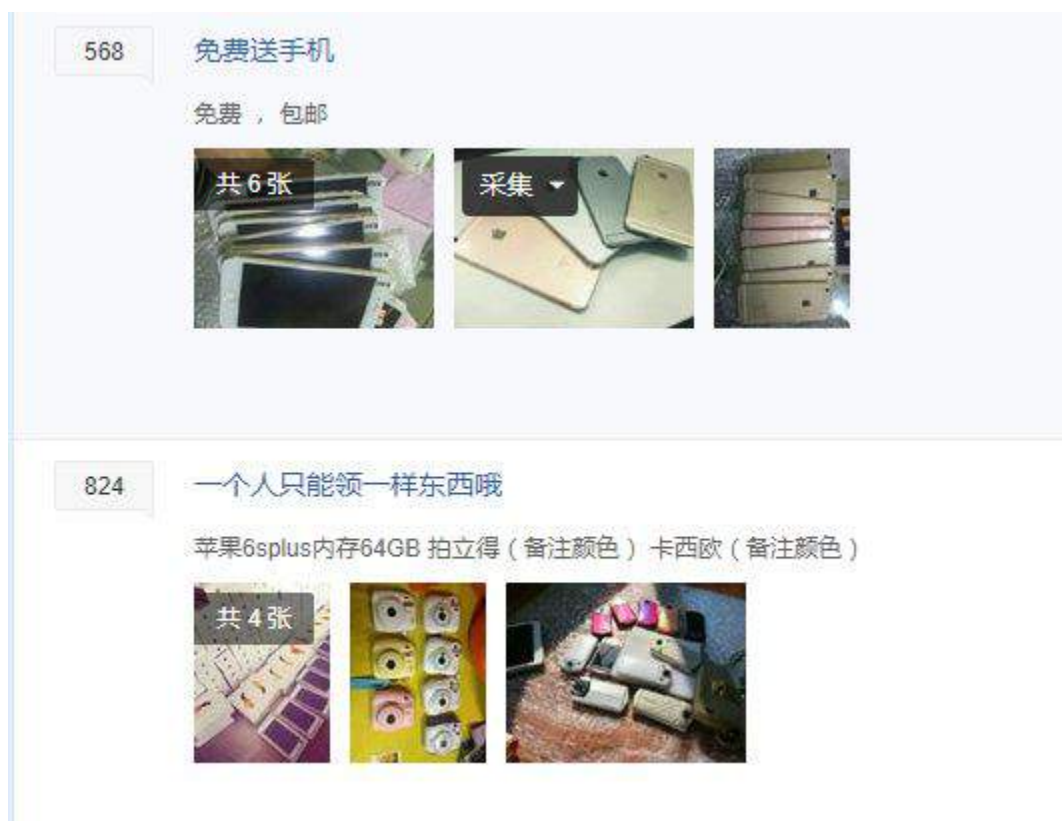 568
免费送手机
免费 ， 包邮
共 6 张
采集
824
一个人只能领一样东西哦
苹果6splus内存64GB 拍立得（备注颜色） 卡西欧（备注颜色）
共 4 张